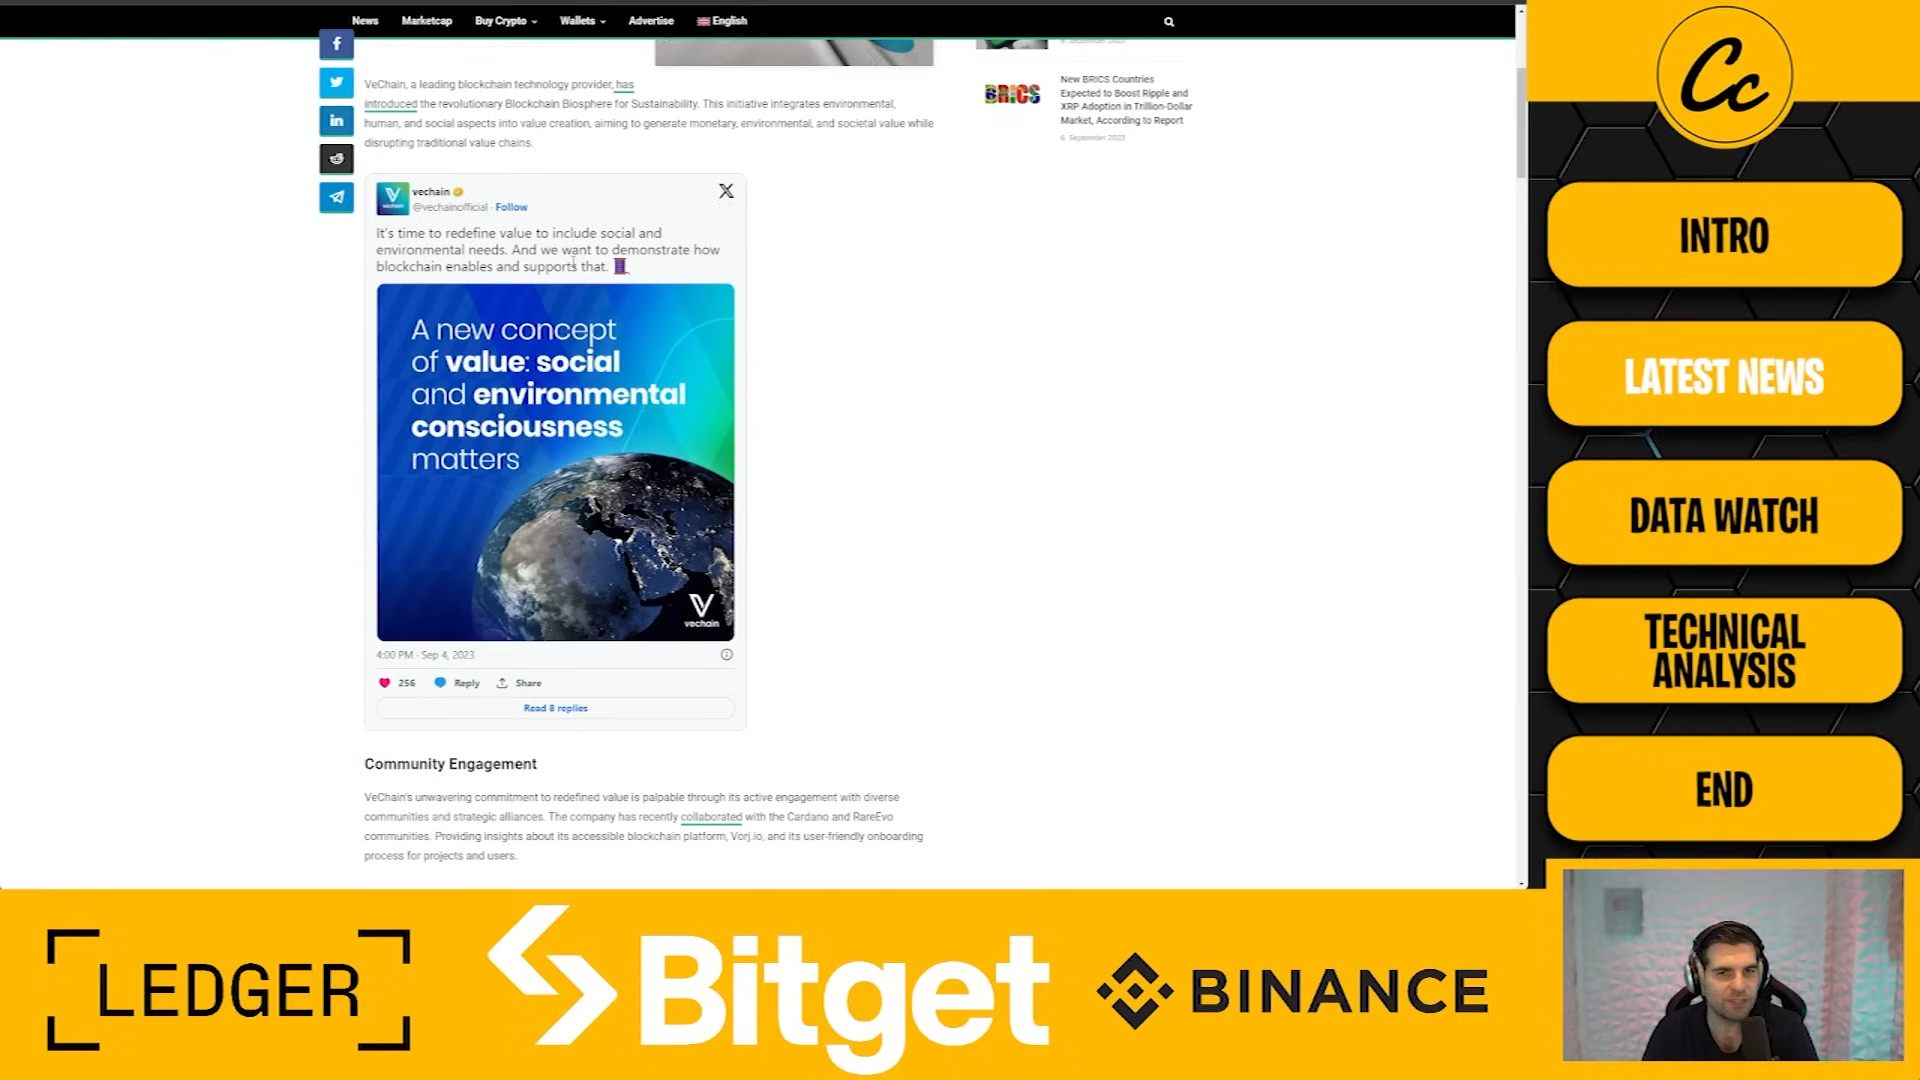 News
Marketcap
Buy Crypto
Wallets
Advertise
English
VeChain, a leading blockchain technology provider, has
introduced the revolutionary Blockchain Biosphere for Sustainability. This initiative integrates environmental,
human, and social aspects into value creation, aiming to generate monetary, environmental, and societal value while
disrupting traditional value chains.
BRICS
New BRICS Countries
Expected to Boost Ripple and
XRP Adoption in Trillion-Dollar
Market, According to Report
6. September 2023
vechain
@vechainofficial · Follow
It's time to redefine value to include social and
environmental needs. And we want to demonstrate how
blockchain enables and supports that.
A new concept
of value: social
and environmental
consciousness
matters
vechain
4:00 PM · Sep 4, 2023
256
Reply
Share
Read 8 replies
Community Engagement
VeChain's unwavering commitment to redefined value is palpable through its active engagement with diverse
communities and strategic alliances. The company has recently collaborated with the Cardano and RareEvo
communities. Providing insights about its accessible blockchain platform, Vorj.io, and its user-friendly onboarding
process for projects and users.
Cc
INTRO
LATEST NEWS
DATA WATCH
TECHNICAL
ANALYSIS
END
LEDGER
Bitget
BINANCE